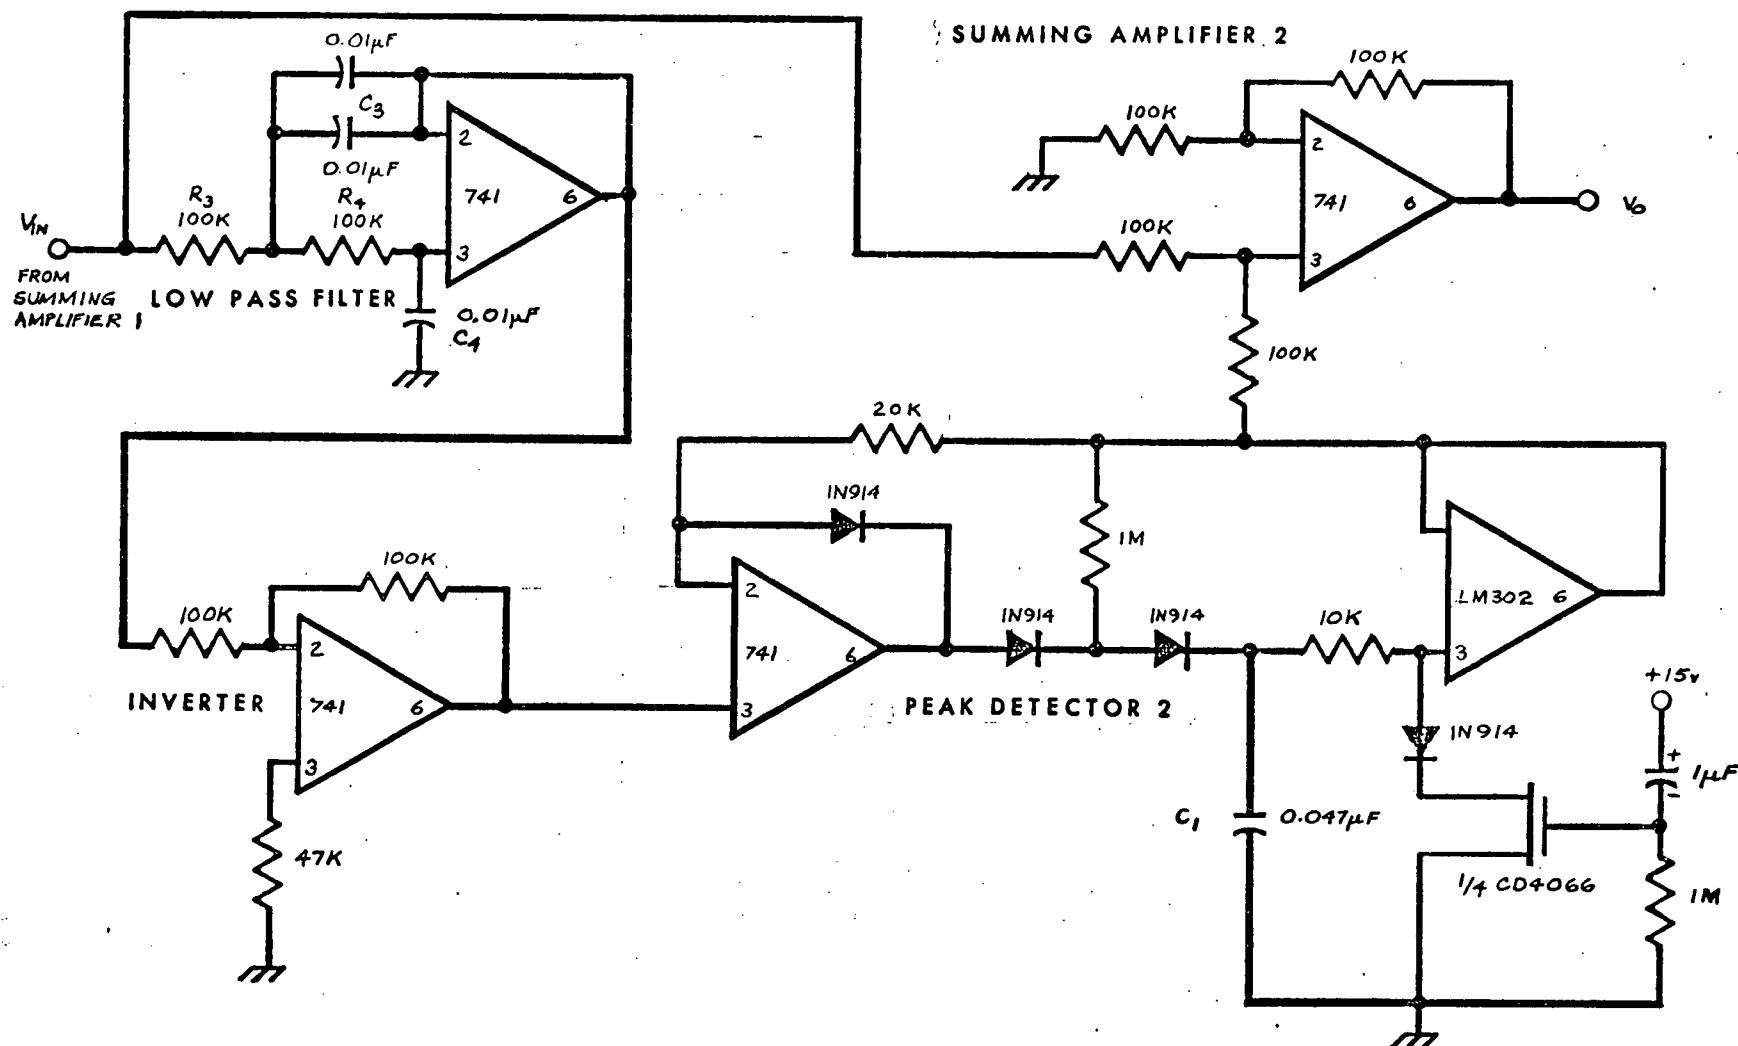 SUMMING AMPLIFIER 2
0.01µF
C3
0.01µF
100K
100K
2
741
6
3
V0
100K
100K
R3
100K
R4
100K
2
741
6
3
VIN
FROM
SUMMING
AMPLIFIER 1
LOW PASS FILTER
0.01µF
C4
20K
1N914
1M
100K
100K
2
741
6
3
INVERTER
47K
2
741
6
3
1N914
1N914
PEAK DETECTOR 2
10K
LM302
6
3
+15V
1N914
+
1µF
-
C1
0.047µF
1/4 CD4066
1M